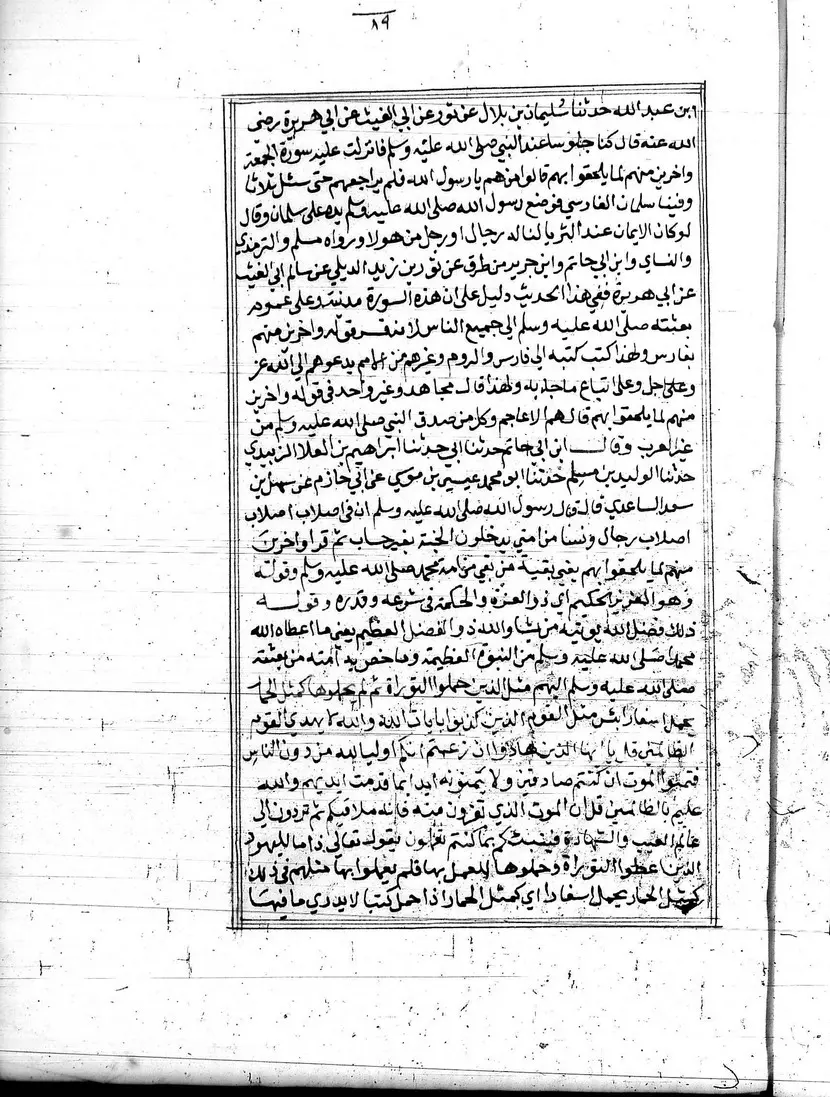 ٨٩
بن عبد الله حدثنا سليمان بن بلال عن ثور عن ابي الغيث عن ابي هريرة رضي
الله عنه قال كنا جلوسا عند النبي صلى الله عليه وسلم فانزلت عليه سورة الجمعة
واخرين منهم لما يلحقوا بهم قالوا من هم يا رسول الله فلم يراجعهم حتى سئل ثلاثا
وفينا سلمان الفارسي فوضع رسول الله صلى الله عليه وسلم يده على سلمان وقال
لو كان الايمان عند الثريا لناله رجال او رجل من هولا ورواه مسلم والترمذي
والنساي وابن ابي حاتم وابن جرير من طرق عن ثور بن زيد الديلي عن سالم ابي الغيث
عن ابي هريرة ففي هذا الحديث دليل على ان هذه السورة مدنية وعلى عموم
بعثته صلى الله عليه وسلم الى جميع الناس لانه فسر قوله واخرين منهم
بفارس ولهذا كتب كتبه الى فارس والروم وغيرهم من الامم يدعوهم الى الله عز
وجل وعلى اتباع ما جاء به ولهذا قال مجاهد وغير واحد في قوله واخرين
منهم لما يلحقوا بهم قال هم الاعاجم وكل من صدق النبي صلى الله عليه وسلم من
غير العرب وقال ابن ابي حاتم حدثنا ابي حدثنا ابراهيم بن العلا الزبيدي
حدثنا الوليد بن مسلم حدثنا ابو محمد عيسى بن موسى عن ابي حازم عن سهل بن
سعد الساعدي قال قال رسول الله صلى الله عليه وسلم ان في اصلاب اصلاب
اصلاب رجال ونسا من امتي يدخلون الجنة بغير حساب ثم قرا واخرين
منهم لما يلحقوا بهم يعني بقية من بقي من امة محمد صلى الله عليه وسلم وقوله
وهو العزيز الحكيم اي ذو العزة والحكمة في شرعه وقدره وقوله
ذلك فضل الله يوتيه من يشا والله ذو الفضل العظيم يعني ما اعطاه الله
محمدا صلى الله عليه وسلم من النبوة العظيمة وما خص به امته من بعثته
صلى الله عليه وسلم اليهم مثل الذين حملوا التوراة ثم لم يحملوها كمثل الحمار
يحمل اسفارا بئس مثل القوم الذين كذبوا بايات الله والله لا يهدي القوم
الظالمين قل يا ايها الذين هادوا ان زعمتم انكم اوليا لله من دون الناس
فتمنوا الموت ان كنتم صادقين ولا يتمنونه ابدا بما قدمت ايديهم والله
عليم بالظالمين قل ان الموت الذي تفرون منه فانه ملاقيكم ثم تردون الى
عالم الغيب والشهادة فينبئكم بما كنتم تعملون يقول تعالى ذاما لليهود
الذين اعطوا التوراة وحملوها للعمل بها فلم يعملوا بها مثلهم في ذلك
كمثل الحمار يحمل اسفارا اي كمثل الحمار اذا حمل كتبا لا يدري ما فيها